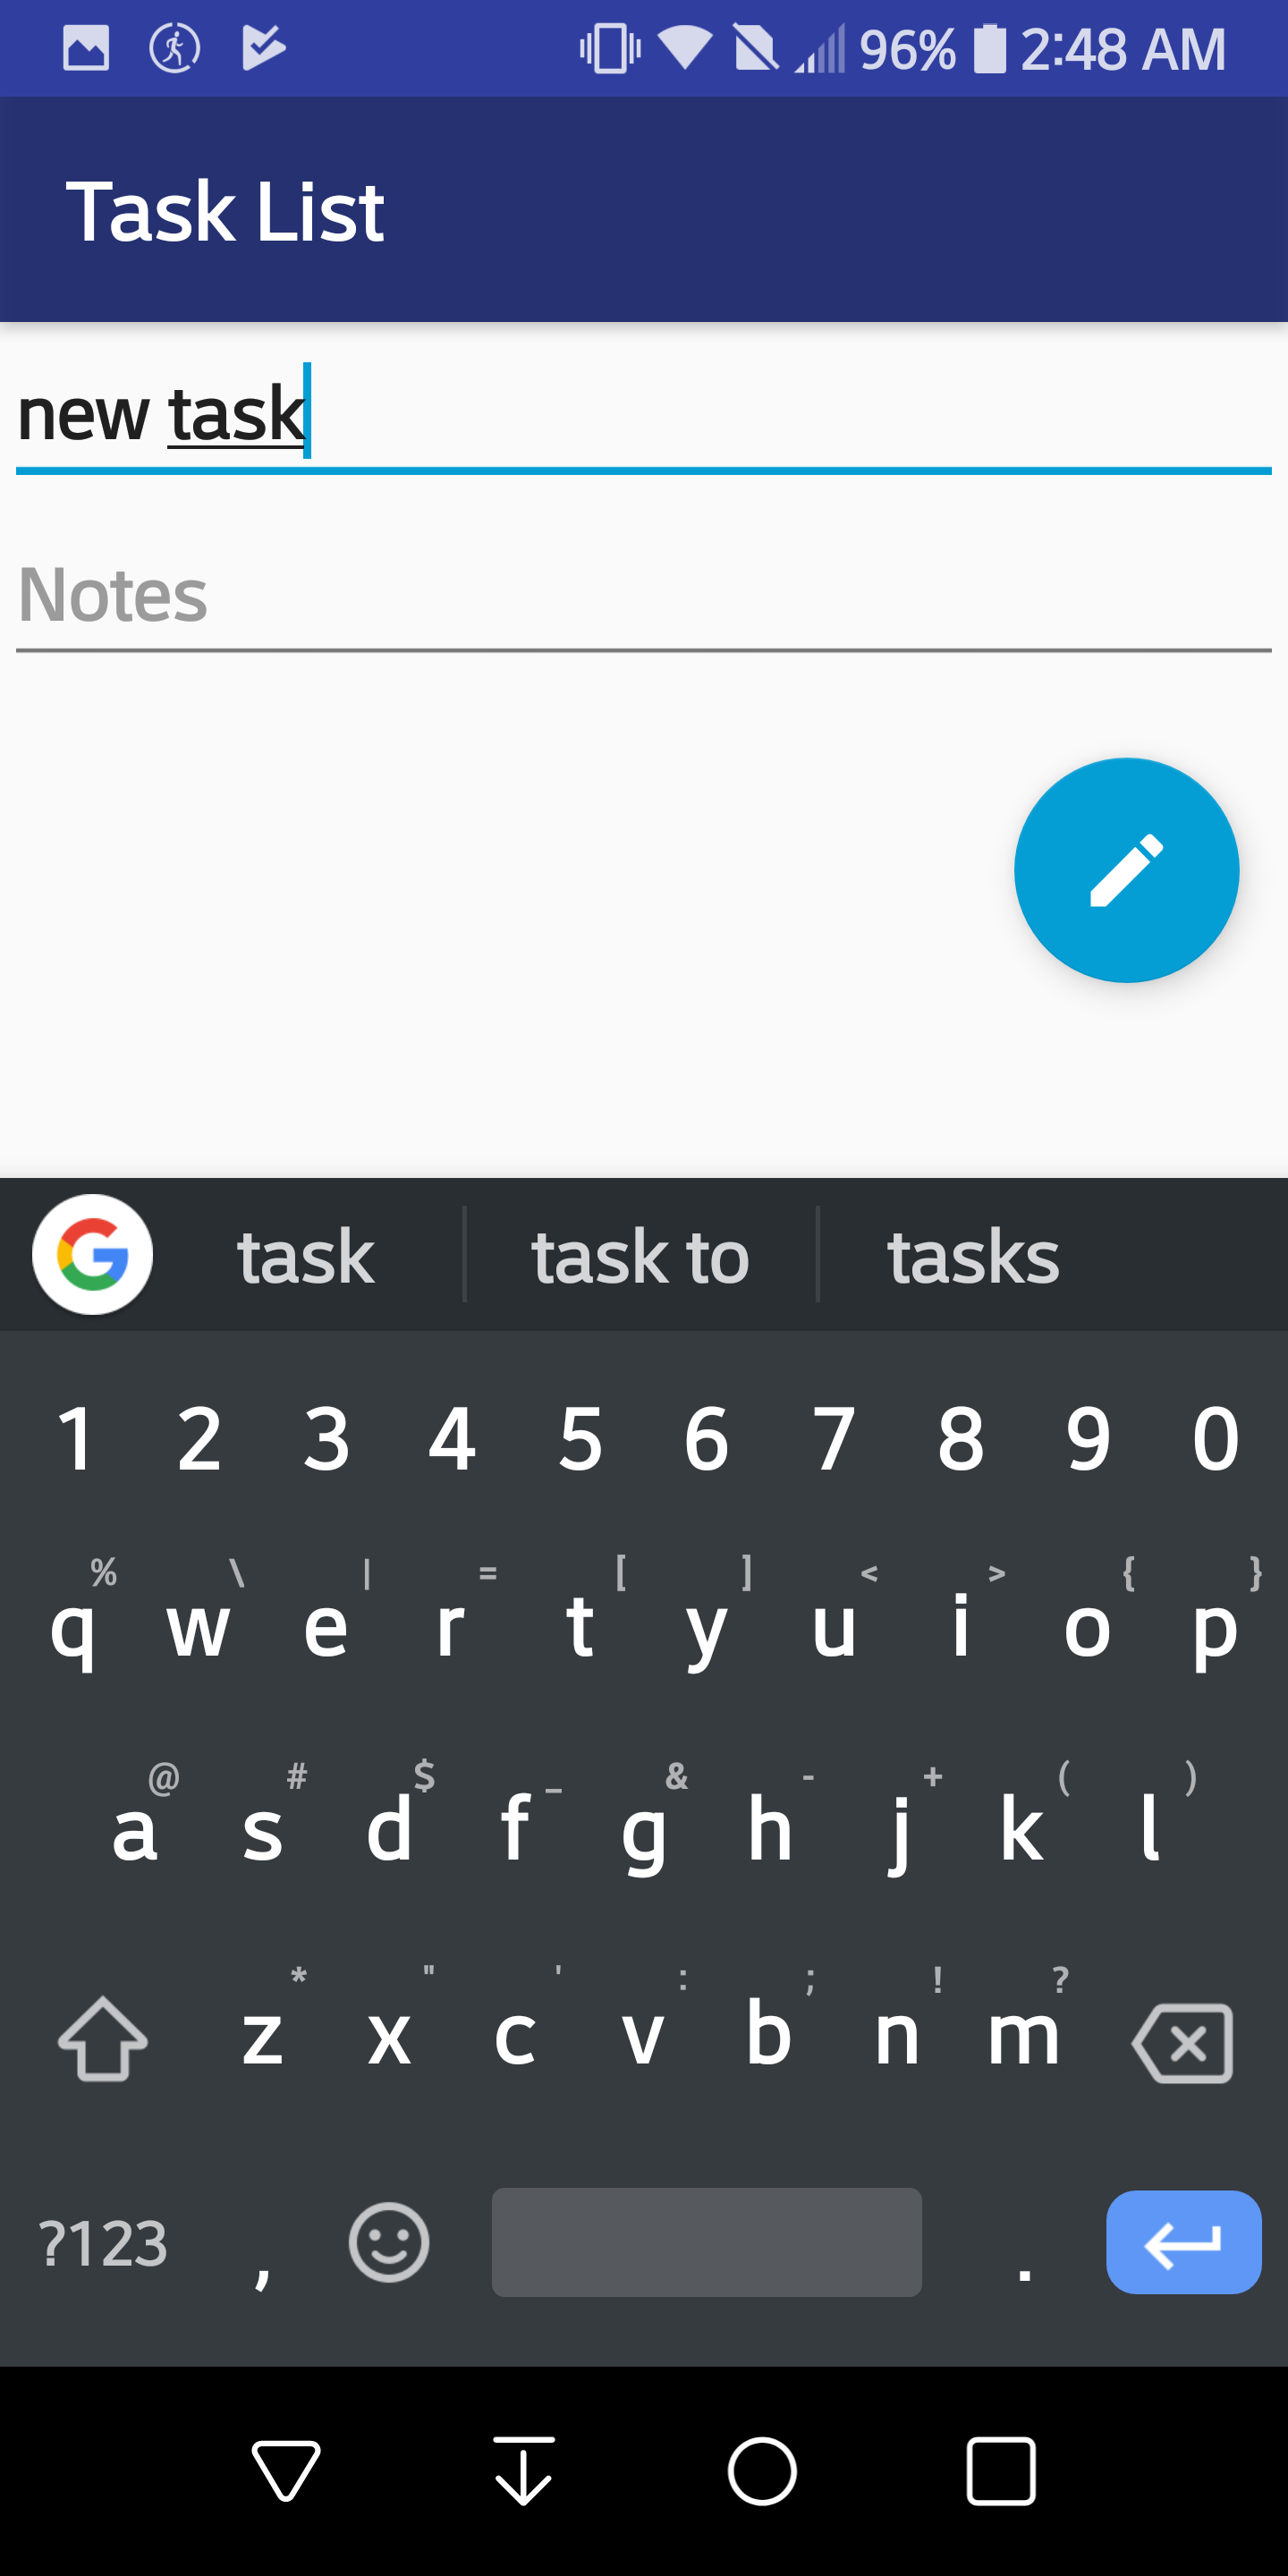 96% 2:48 AM
Task List
new task
Notes
task task to tasks
1 2 3 4 5 6 7 8 9 0
% \ | = [ ] < > { }
q w e r t y u i o p
@ # $ _ & - + ( )
a s d f g h j k l
* " ' : ; ! ?
z x c v b n m
?123 , .